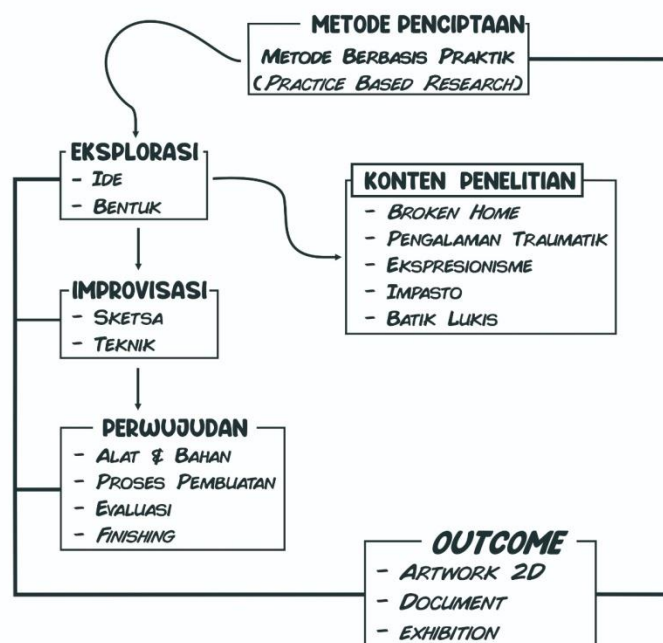 METODE PENCIPTAAN
METODE BERBASIS PRAKTIK
(PRACTICE BASED RESEARCH)
EKSPLORASI
- IDE
- BENTUK
KONTEN PENELITIAN
- BROKEN HOME
- PENGALAMAN TRAUMATIK
- EKSPRESIONISME
- IMPASTO
- BATIK LUKIS
IMPROVISASI
- SKETSA
- TEKNIK
PERWUJUDAN
- ALAT & BAHAN
- PROSES PEMBUATAN
- EVALUASI
- FINISHING
OUTCOME
- ARTWORK 2D
- DOCUMENT
- EXHIBITION